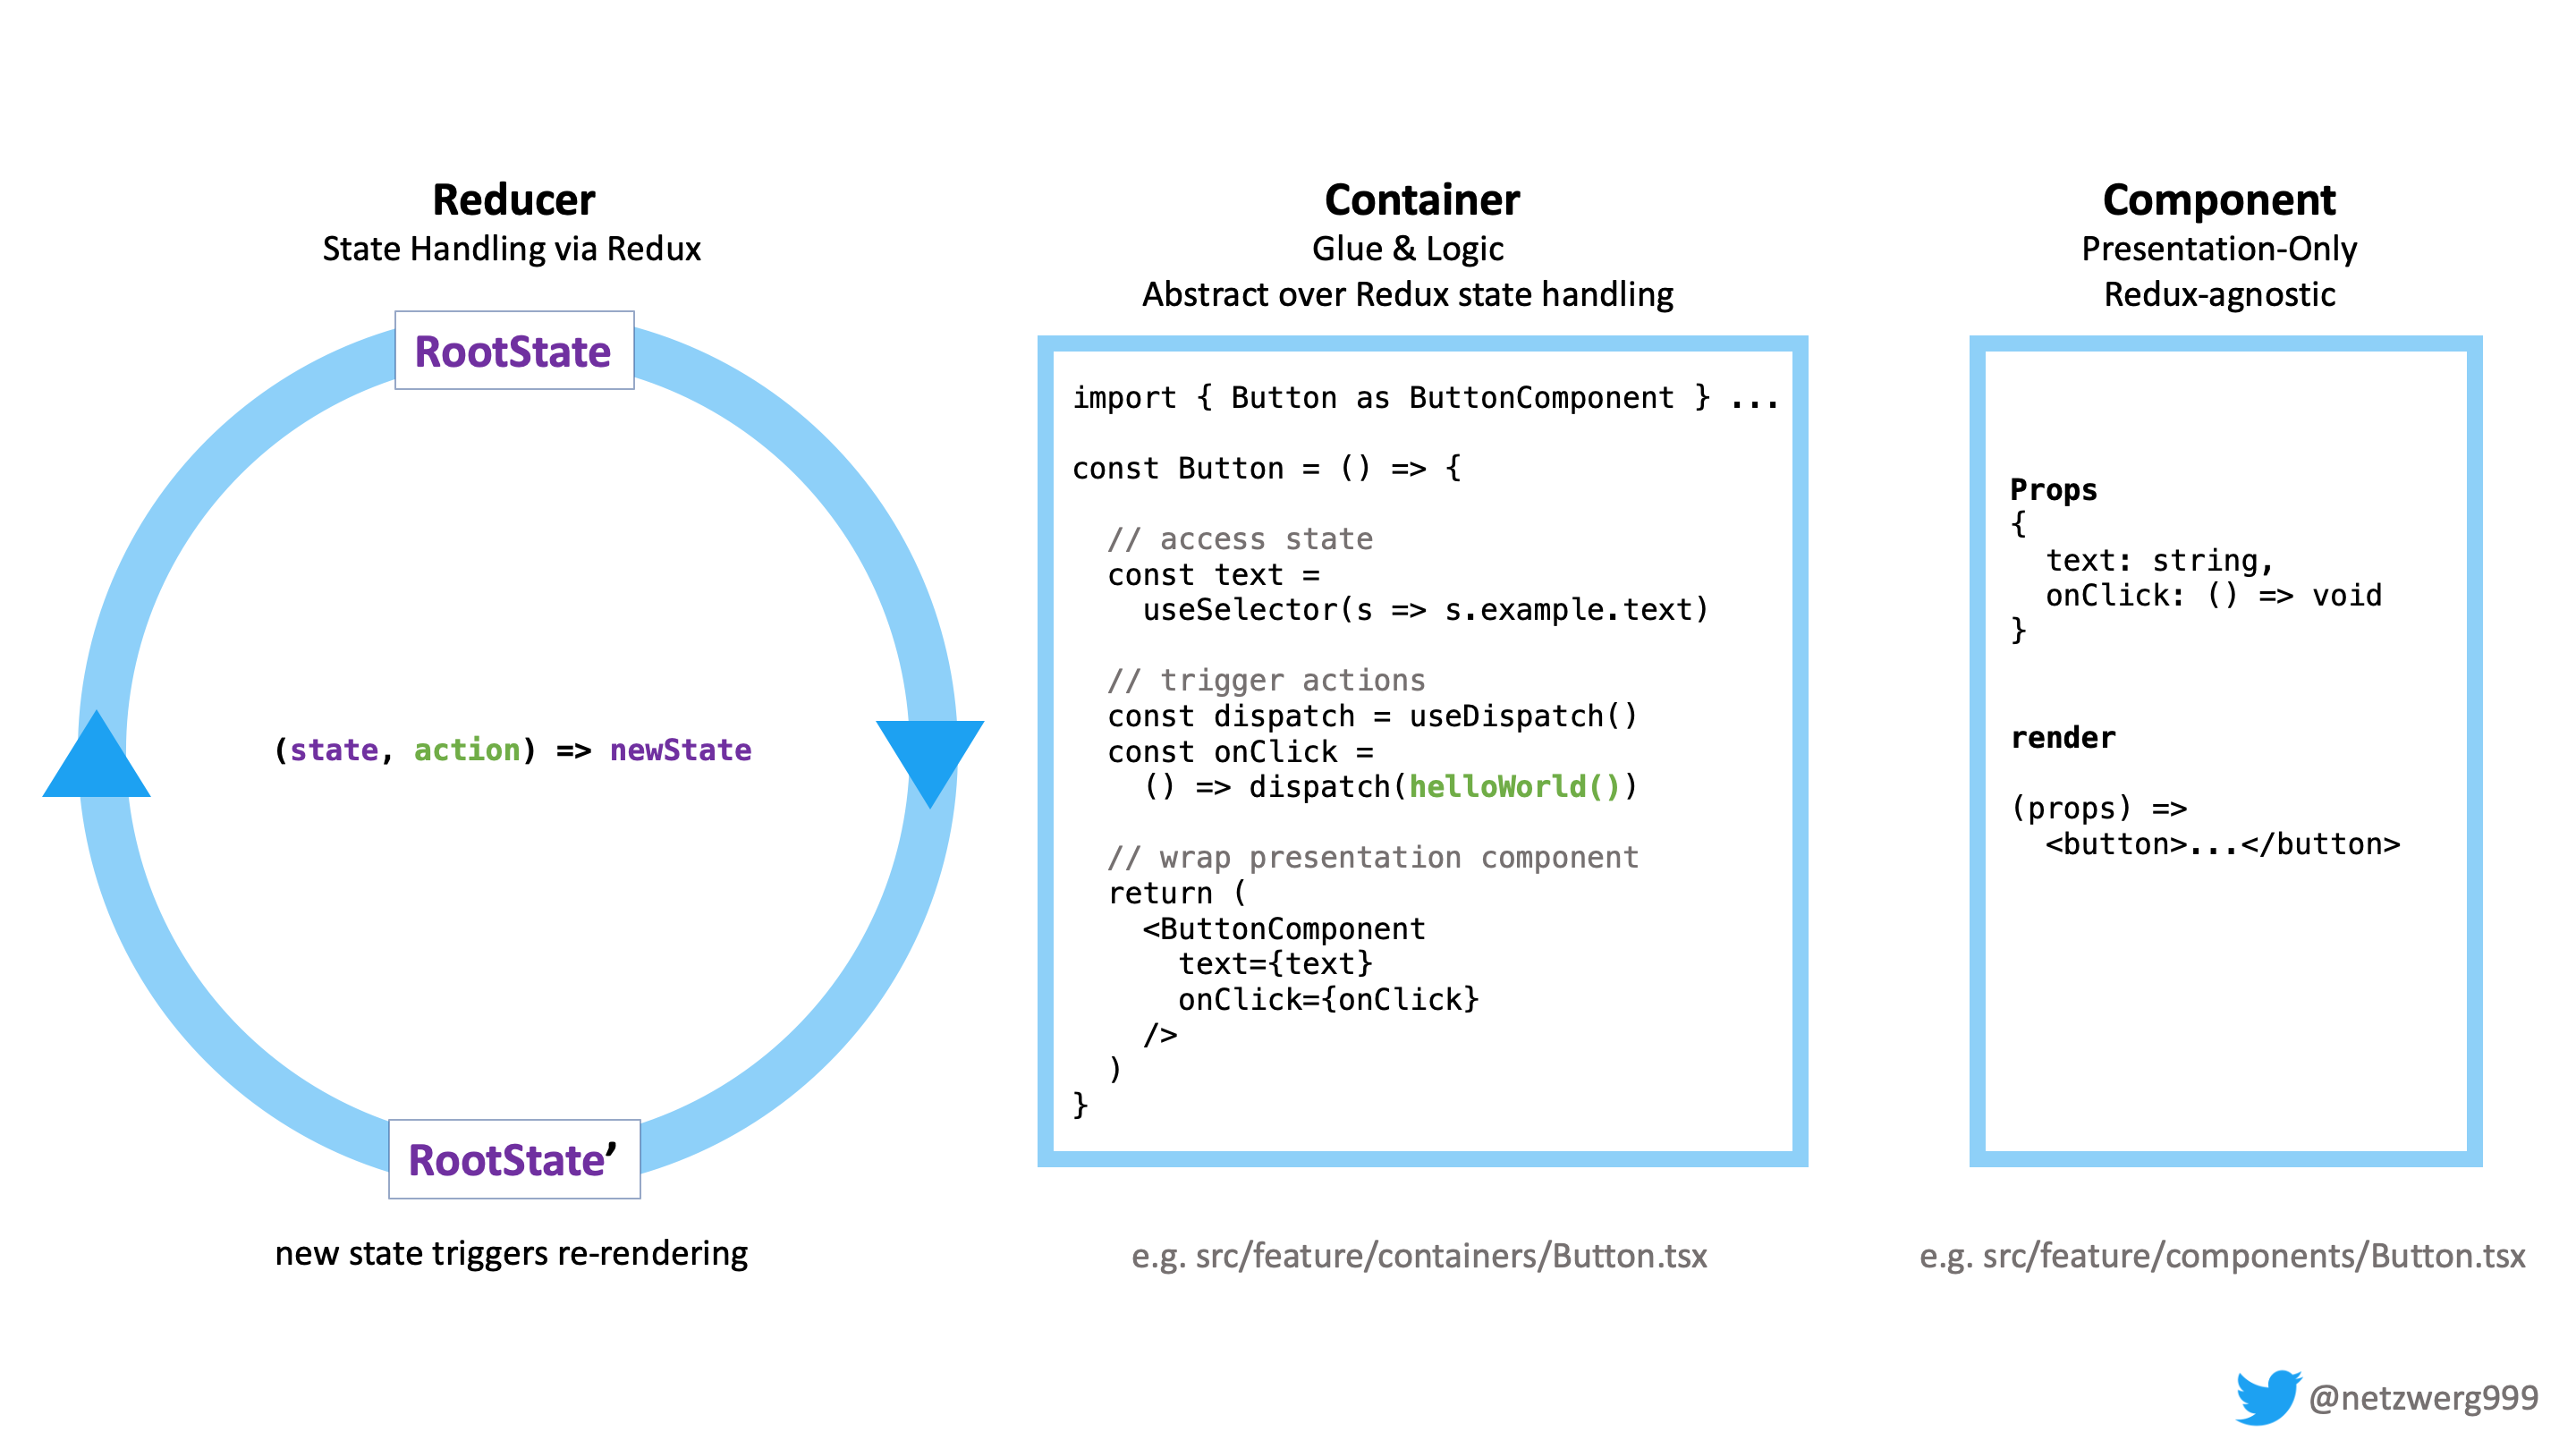 Reducer
State Handling via Redux
RootState
(state, action) => newState
RootState’
new state triggers re-rendering
Container
Glue & Logic
Abstract over Redux state handling
import { Button as ButtonComponent } ...
const Button = () => {
// access state
const text =
useSelector(s => s.example.text)
// trigger actions
const dispatch = useDispatch()
const onClick =
() => dispatch(helloWorld())
// wrap presentation component
return (
<ButtonComponent
text={text}
onClick={onClick}
/>
)
}
e.g. src/feature/containers/Button.tsx
Component
Presentation-Only
Redux-agnostic
Props
{
text: string,
onClick: () => void
}
render
(props) =>
<button>...</button>
e.g. src/feature/components/Button.tsx
@netzwerg999